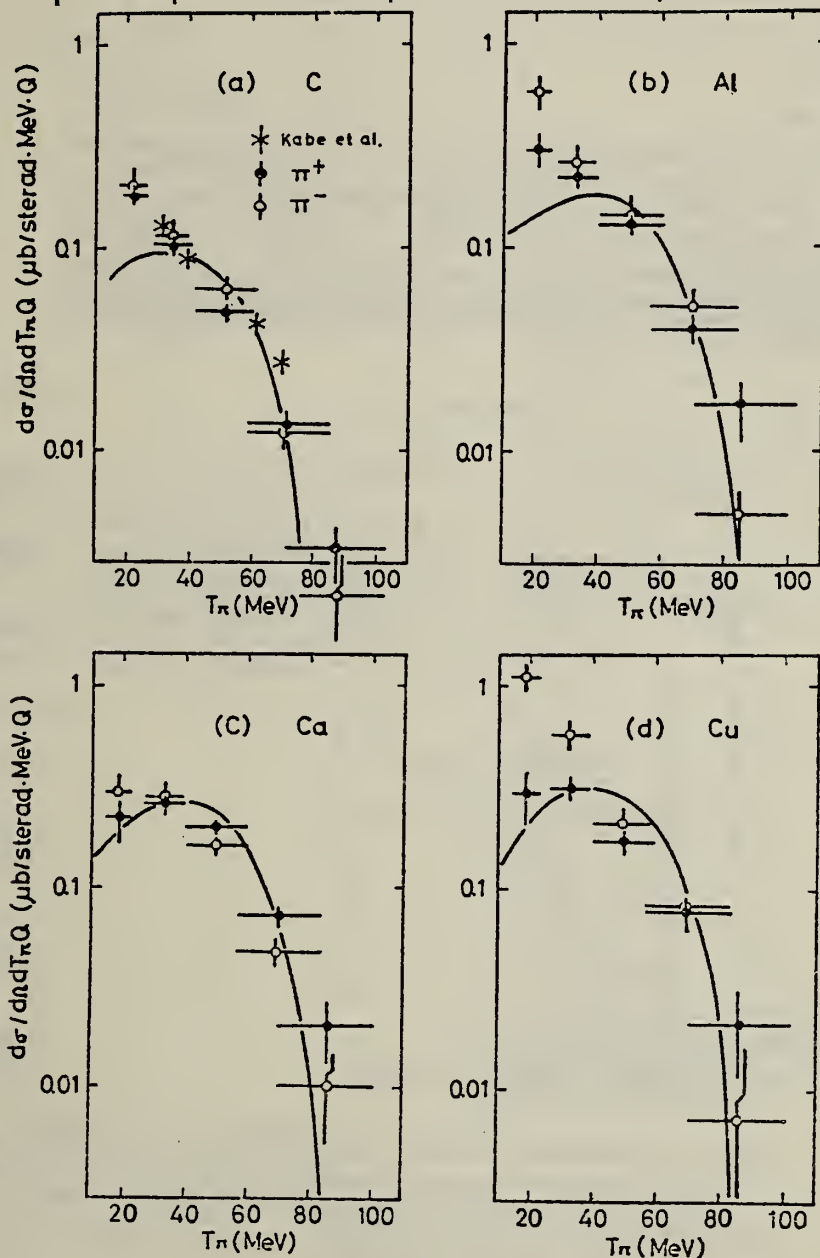 1
0.1
0.01
dσ/dΩdTπQ (μb/sterad·MeV·Q)
(a) C
Kabe et al.
π+
π−
20 40 60 80 100
Tπ(MeV)
1
0.1
0.01
(b) Al
20 40 60 80 100
Tπ(MeV)
1
0.1
0.01
dσ/dΩdTπQ (μb/sterad·MeV·Q)
(C) Ca
20 40 60 80 100
Tπ(MeV)
1
0.1
0.01
(d) Cu
20 40 60 80 100
Tπ(MeV)